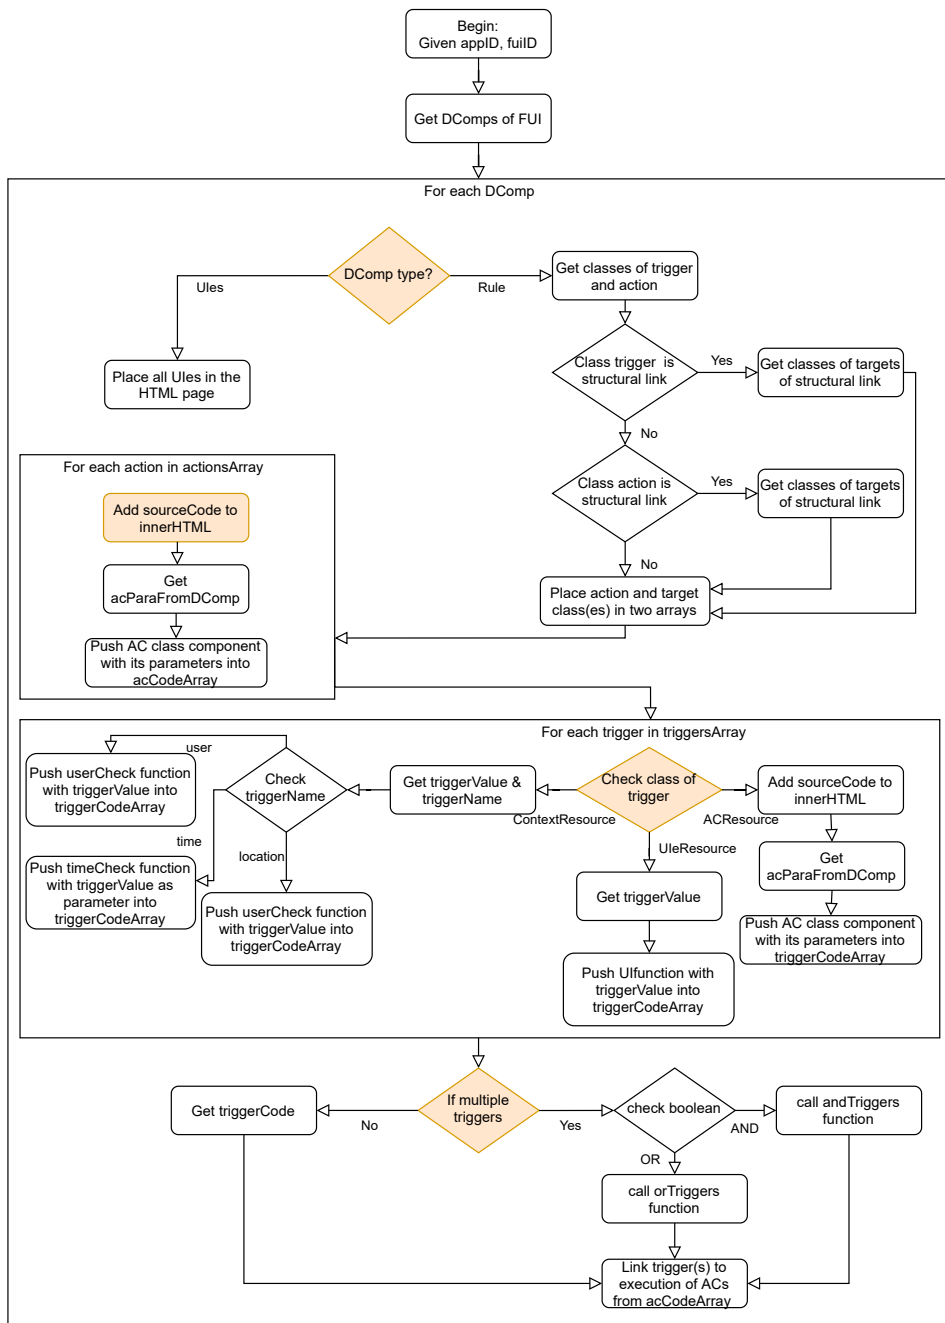 Begin:
Given appID, fuiID
Get DComps of FUI
For each DComp
DComp type?
UIes
Rule
Get classes of trigger
and action
Place all UIes in the
HTML page
Class trigger is
structural link
Yes
Get classes of targets
of structural link
No
Class action is
structural link
Yes
Get classes of targets
of structural link
No
Place action and target
class(es) in two arrays
For each action in actionsArray
Add sourceCode to
innerHTML
Get
acParaFromDComp
Push AC class component
with its parameters into
acCodeArray
For each trigger in triggersArray
Check class of
trigger
ContextResource
ACResource
UIeResource
Get triggerValue &
triggerName
Check
triggerName
user
time
location
Push userCheck function
with triggerValue into
triggerCodeArray
Push timeCheck function
with triggerValue as
parameter into
triggerCodeArray
Push userCheck function
with triggerValue into
triggerCodeArray
Get triggerValue
Push UIfunction with
triggerValue into
triggerCodeArray
Add sourceCode to
innerHTML
Get
acParaFromDComp
Push AC class component
with its parameters into
triggerCodeArray
If multiple
triggers
No
Yes
Get triggerCode
check boolean
AND
OR
call andTriggers
function
call orTriggers
function
Link trigger(s) to
execution of ACs
from acCodeArray